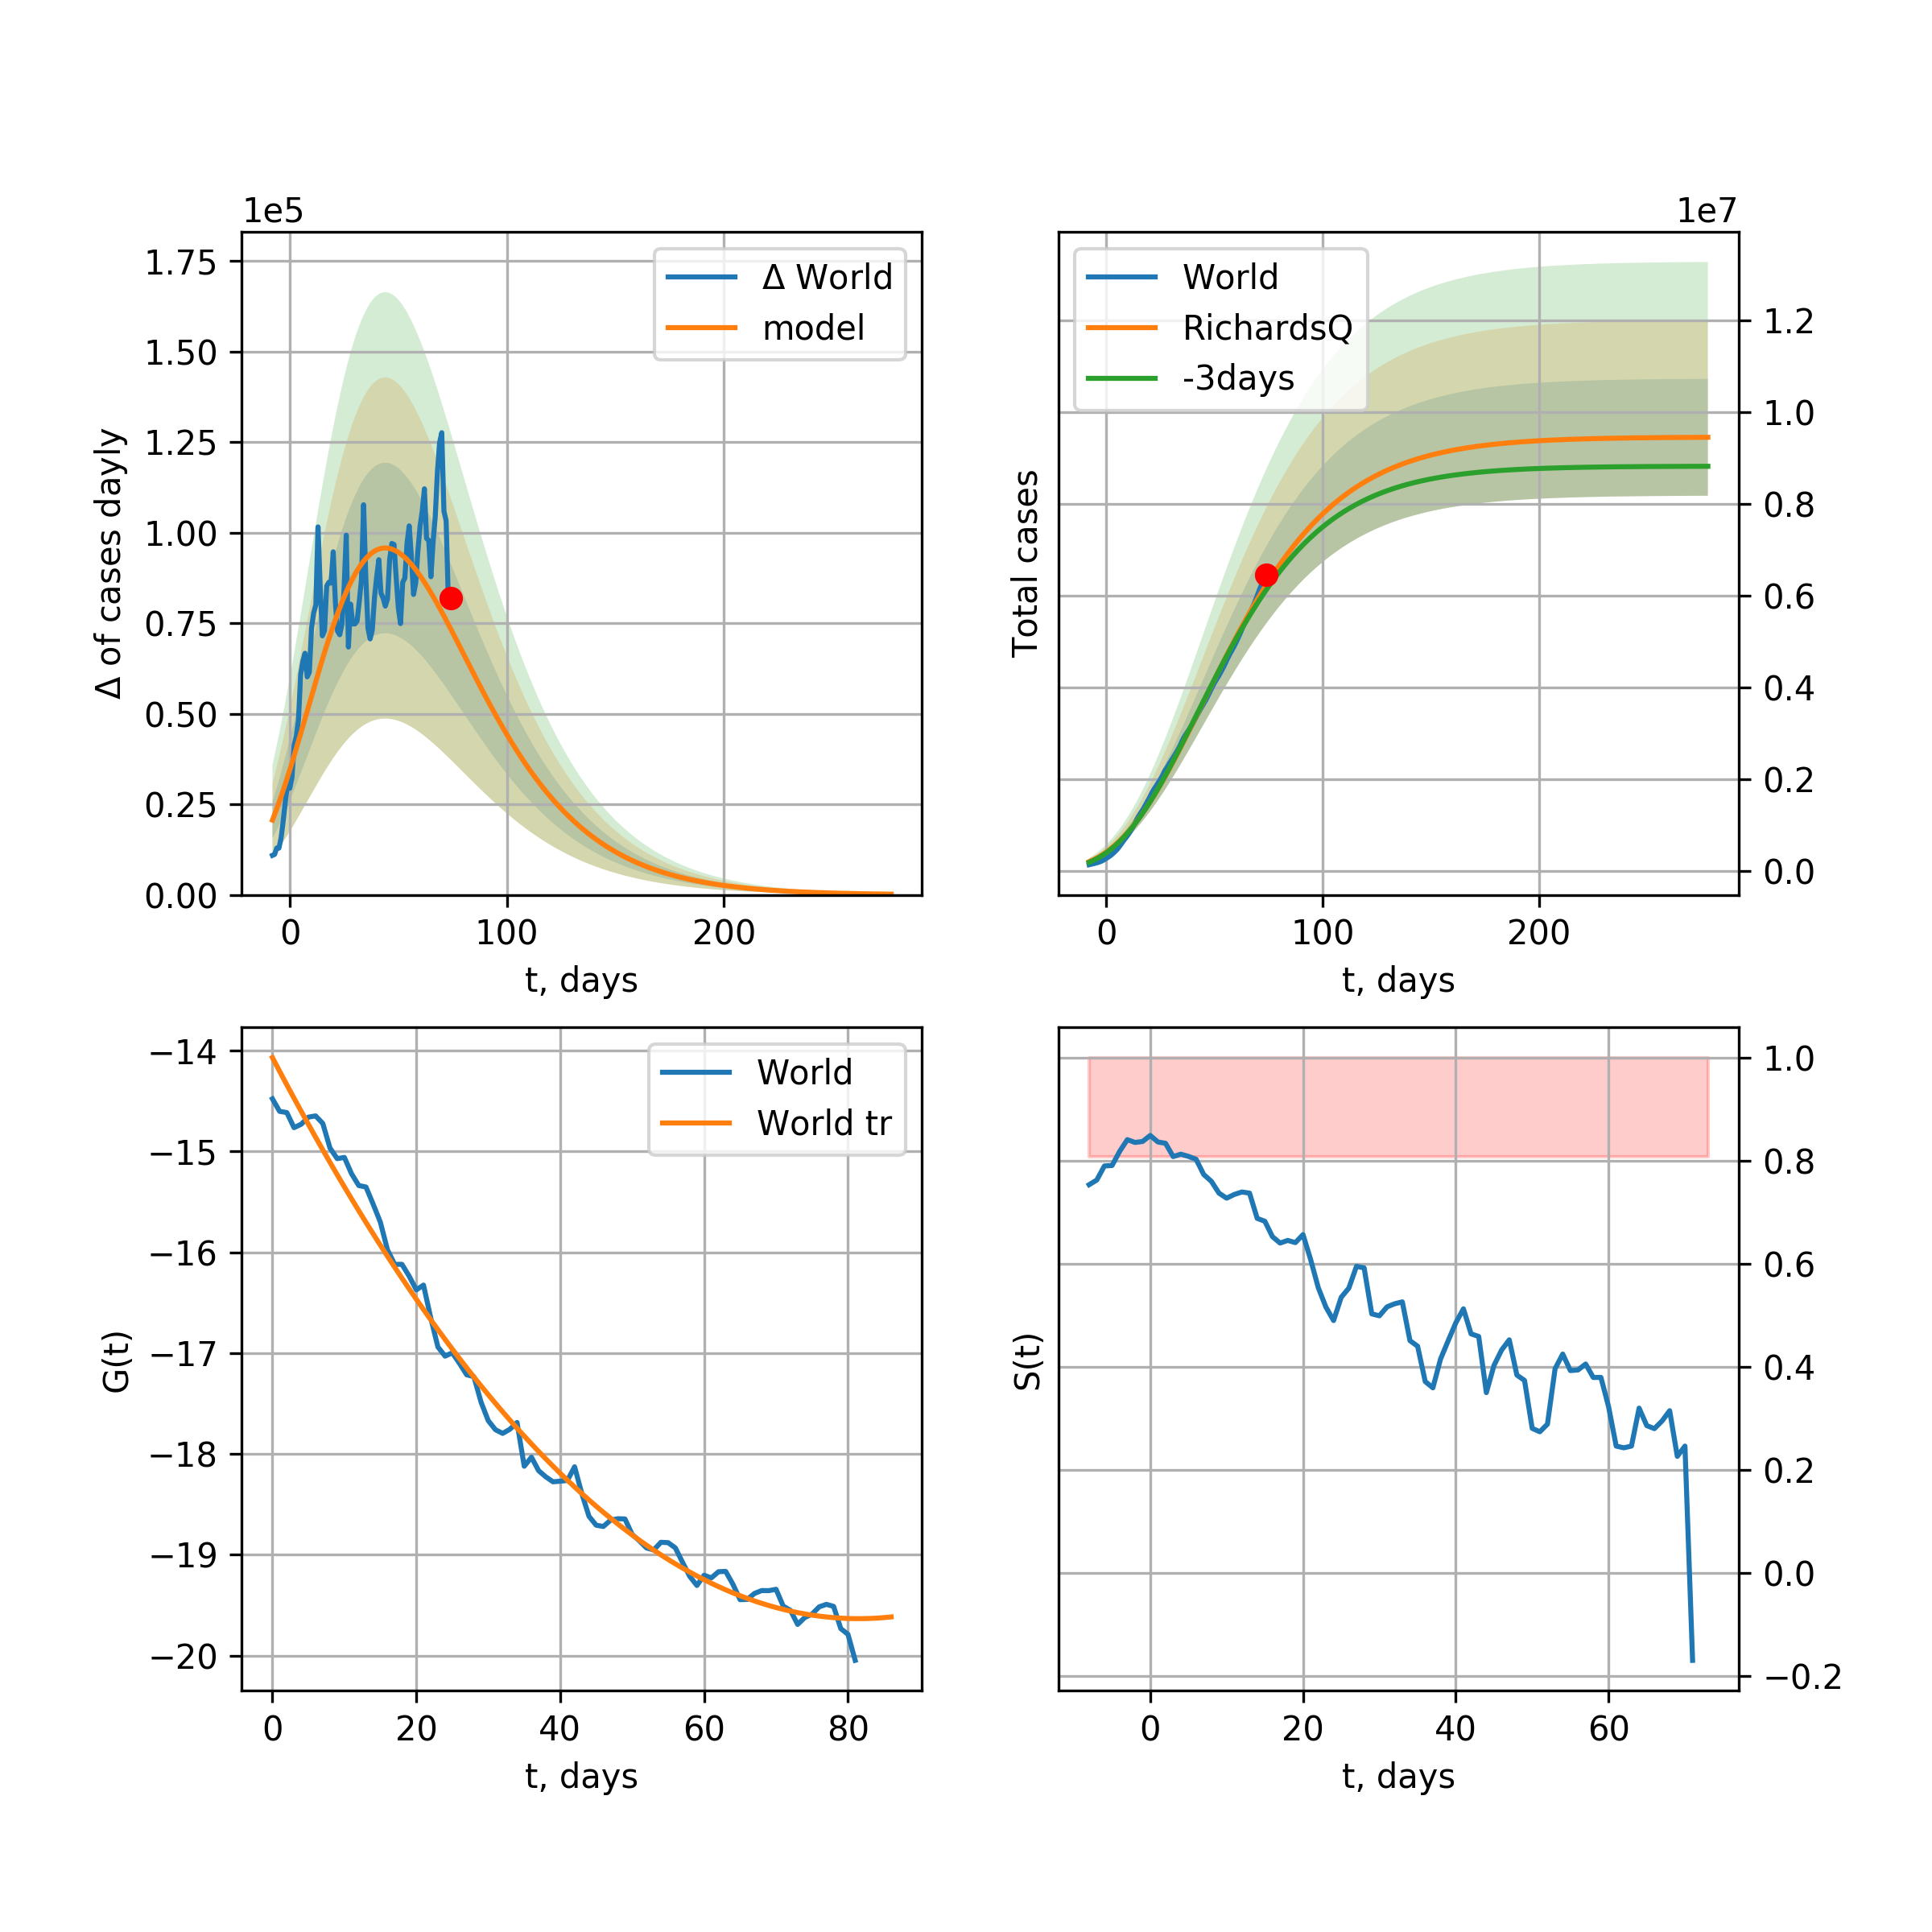 1e5
1.75
1.50
1.25
1.00
0.75
0.50
0.25
0.00
Δ of cases dayly
Δ World
model
0 100 200
t, days
1e7
World
RichardsQ
-3days
Total cases
1.2
1.0
0.8
0.6
0.4
0.2
0.0
0 100 200
t, days
−14
−15
−16
−17
−18
−19
−20
G(t)
World
World tr
0 20 40 60 80
t, days
S(t)
1.0
0.8
0.6
0.4
0.2
0.0
−0.2
0 20 40 60
t, days